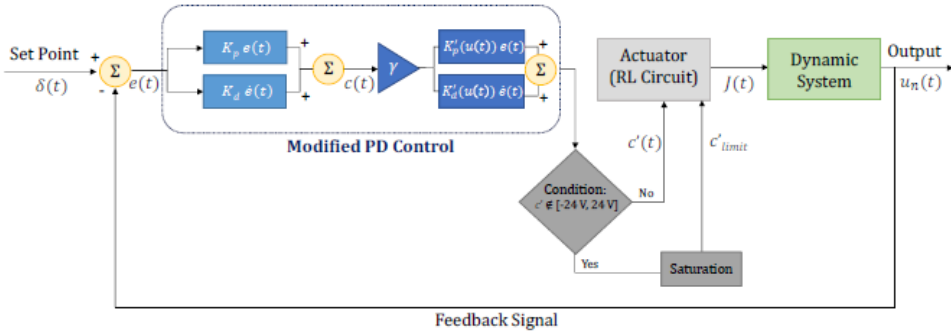 Set Point
δ(t)
+
-
Σ
e(t)
K_p e(t)
K_d ė(t)
+
+
Σ
c(t)
γ
K'_p(u(t)) e(t)
K'_d(u(t)) ė(t)
+
+
Σ
Modified PD Control
Condition:
c' ∉ [-24 V, 24 V]
No
Yes
Saturation
c'(t)
c'_limit
Actuator
(RL Circuit)
J(t)
Dynamic
System
Output
u_n(t)
Feedback Signal